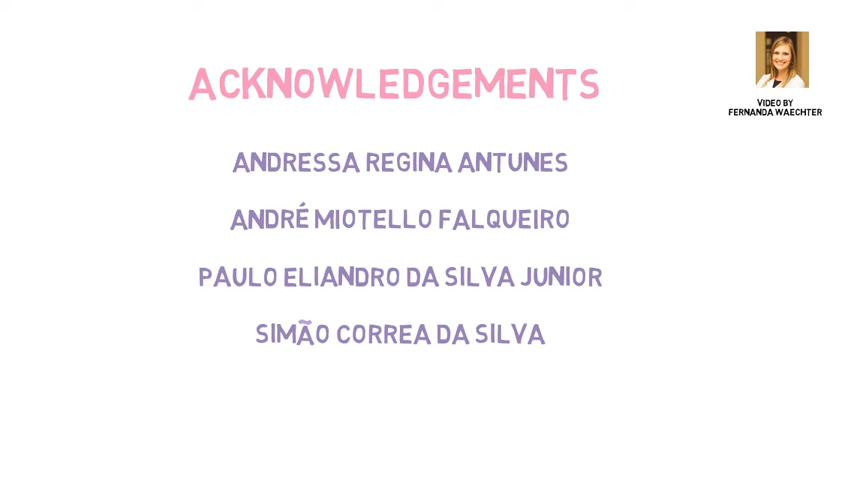 ACKNOWLEDGEMENTS
VIDEO BY
FERNANDA WAECHTER
ANDRESSA REGINA ANTUNES
ANDRÉ MIOTELLO FALQUEIRO
PAULO ELIANDRO DA SILVA JUNIOR
SIMÃO CORREA DA SILVA